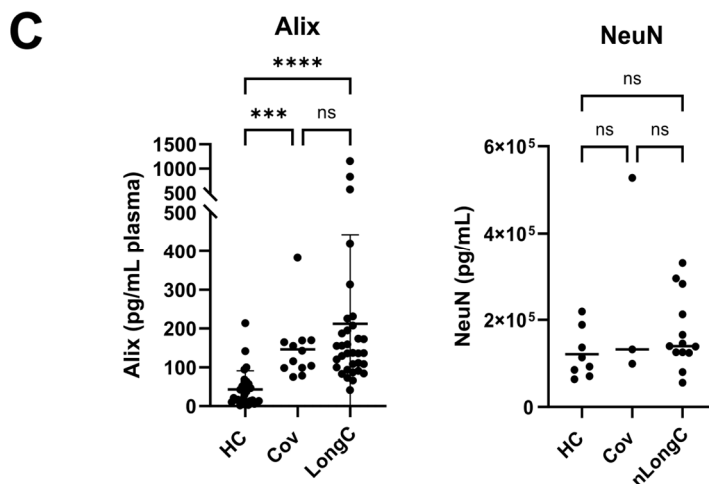 C
Alix
****
***
ns
1500
1000
500
500
400
300
200
100
0
Alix (pg/mL plasma)
HC
Cov
LongC
NeuN
ns
ns
ns
6×10⁵
4×10⁵
2×10⁵
0
NeuN (pg/mL)
HC
Cov
nLongC